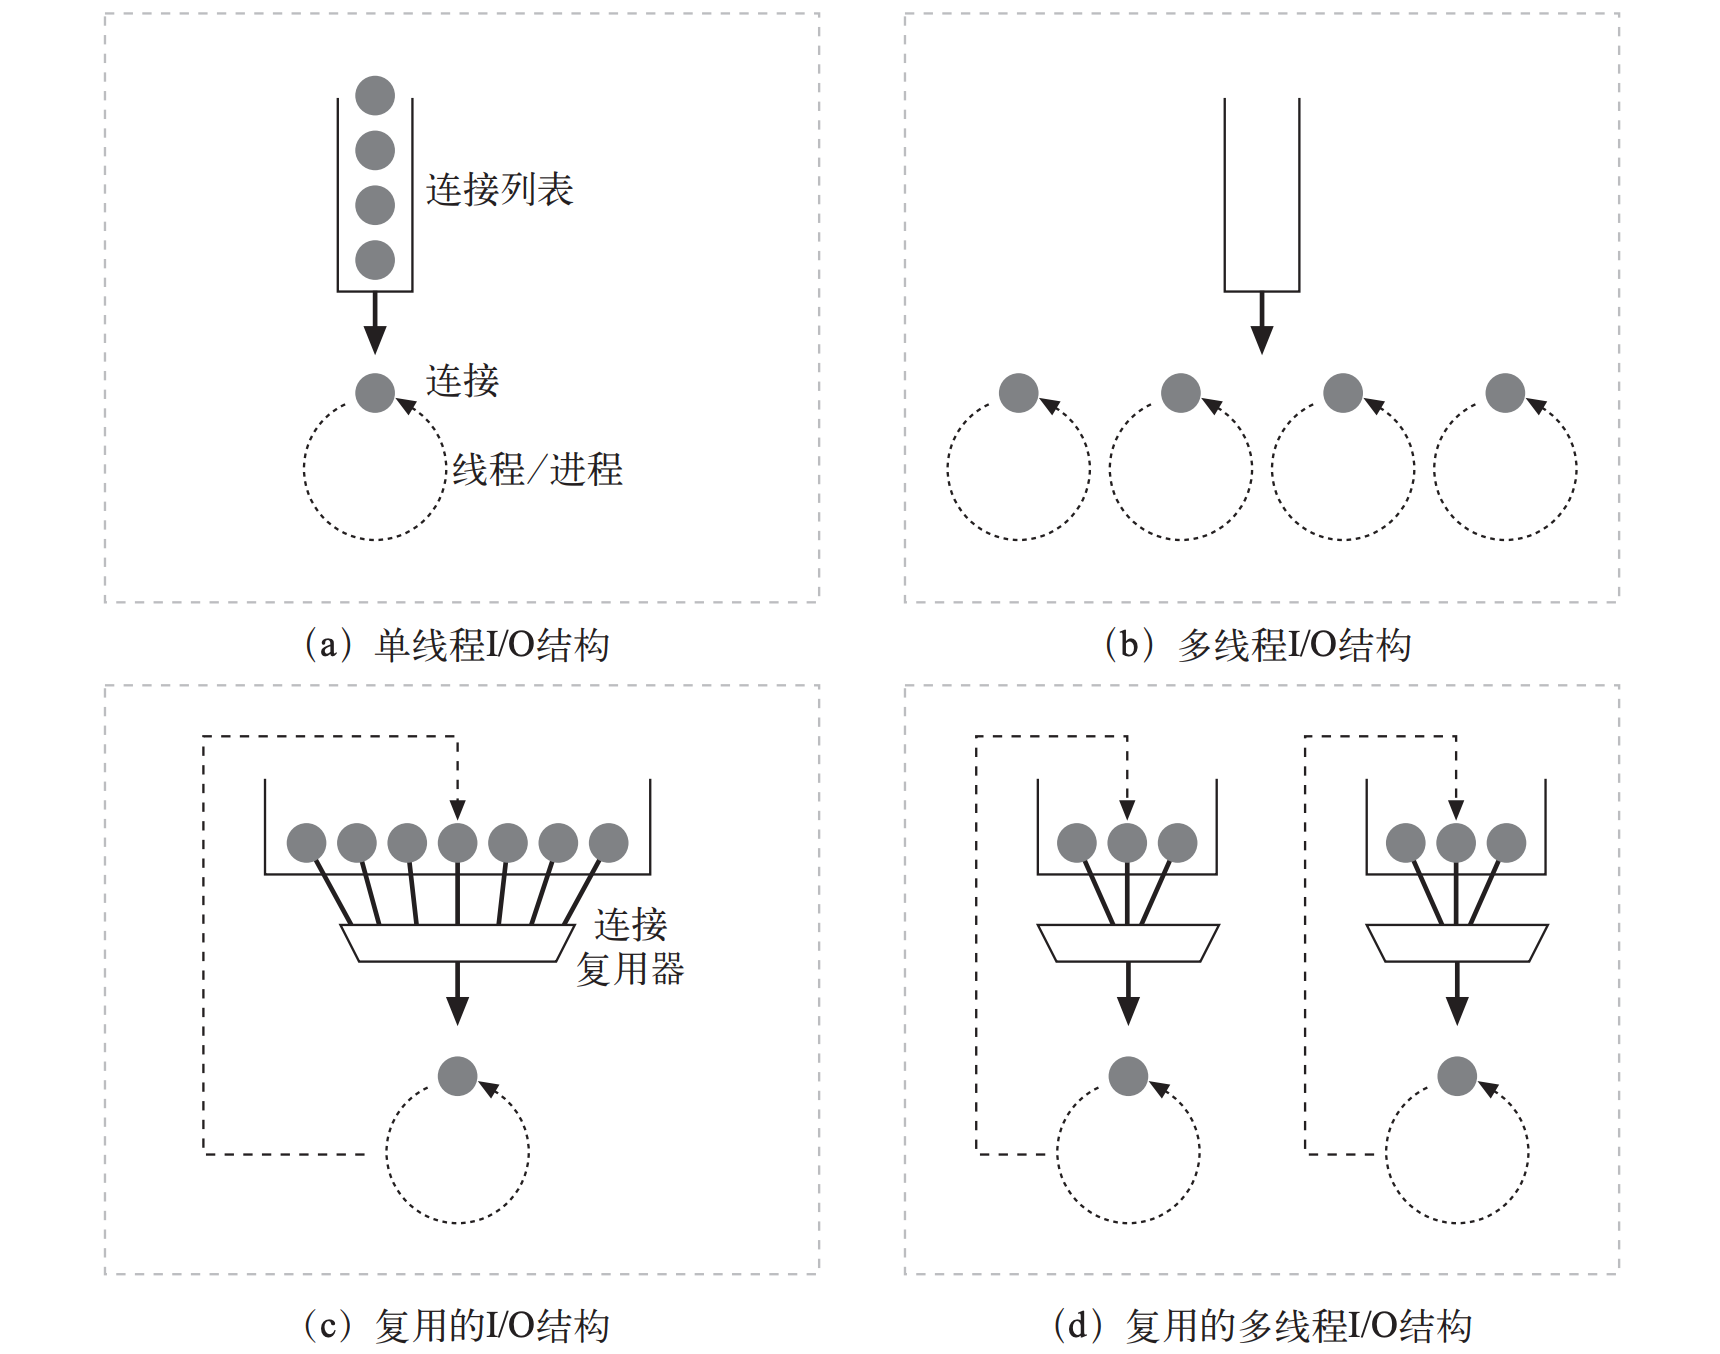 连接列表
连接
线程/进程
（a）单线程I/O结构
（b）多线程I/O结构
连接
复用器
（c）复用的I/O结构
（d）复用的多线程I/O结构